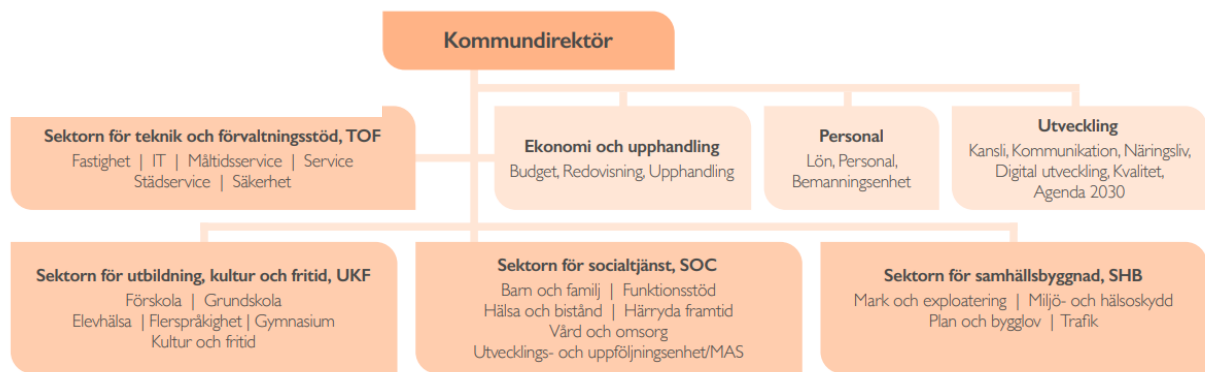 Kommundirektör
Sektorn för teknik och förvaltningsstöd, TOF
Fastighet | IT | Måltidsservice | Service
Städservice | Säkerhet
Ekonomi och upphandling
Budget, Redovisning, Upphandling
Personal
Lön, Personal,
Bemanningsenhet
Utveckling
Kansli, Kommunikation, Näringsliv,
Digital utveckling, Kvalitet,
Agenda 2030
Sektorn för utbildning, kultur och fritid, UKF
Förskola | Grundskola
Elevhälsa | Flerspråkighet | Gymnasium
Kultur och fritid
Sektorn för socialtjänst, SOC
Barn och familj | Funktionsstöd
Hälsa och bistånd | Härryda framtid
Vård och omsorg
Utvecklings- och uppföljningsenhet/MAS
Sektorn för samhällsbyggnad, SHB
Mark och exploatering | Miljö- och hälsoskydd
Plan och bygglov | Trafik